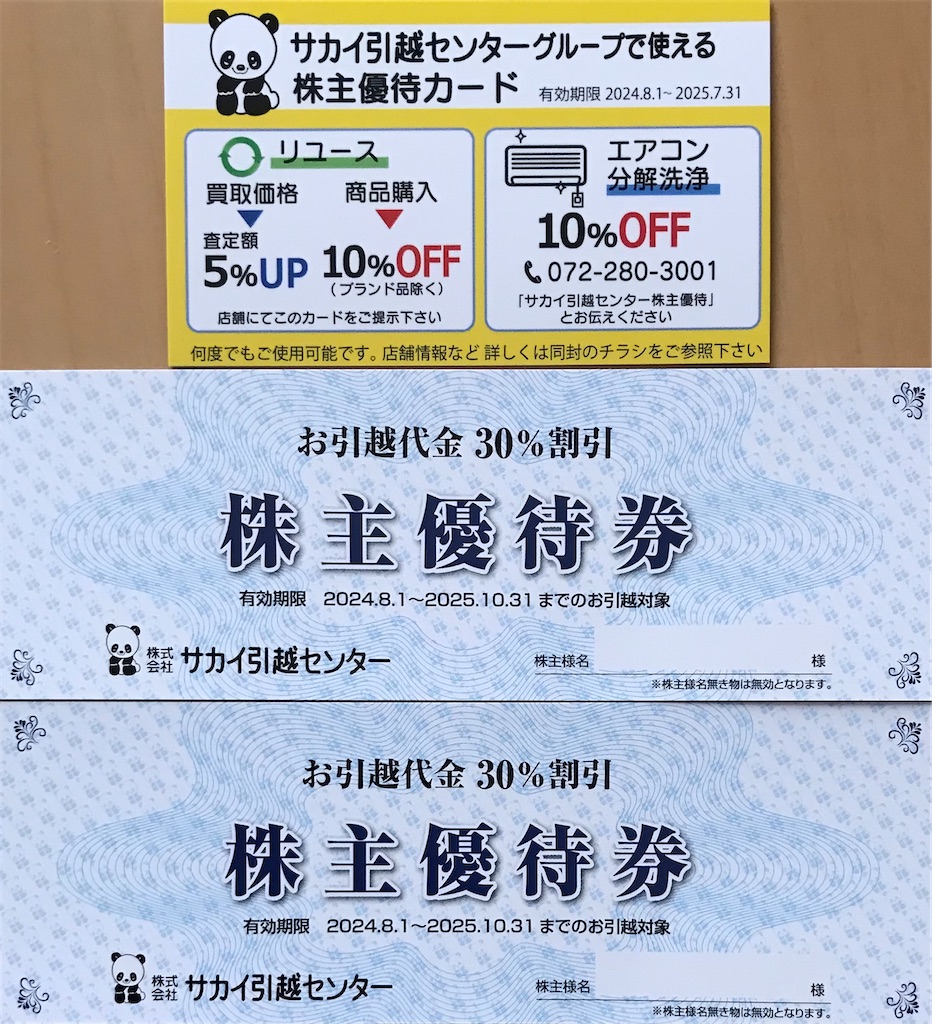 サカイ引越センターグループで使える
株主優待カード 有効期限 2024.8.1~2025.7.31
リユース
買取価格
査定額
5%UP
商品購入
10%OFF
(ブランド品除く)
店舗にてこのカードをご提示下さい
エアコン
分解洗浄
10%OFF
072-280-3001
「サカイ引越センター株主優待」
とお伝えください
何度でもご使用可能です。店舗情報など 詳しくは同封のチラシをご参照下さい
お引越代金 30%割引
株主優待券
有効期限 2024.8.1〜2025.10.31 までのお引越対象
株式会社 サカイ引越センター
株主様名 様
※株主様名無き物は無効となります。
お引越代金 30%割引
株主優待券
有効期限 2024.8.1〜2025.10.31 までのお引越対象
株式会社 サカイ引越センター
株主様名 様
※株主様名無き物は無効となります。